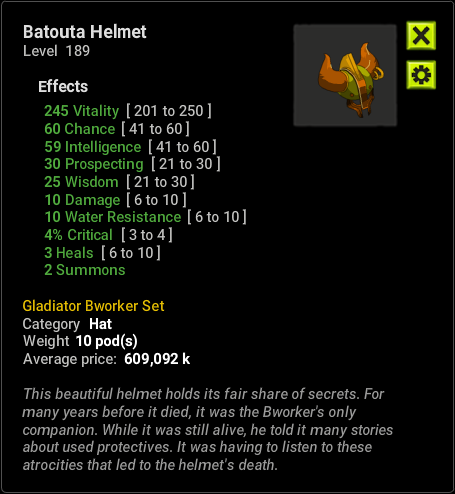 Batouta Helmet
Level 189
Effects
245 Vitality [ 201 to 250 ]
60 Chance [ 41 to 60 ]
59 Intelligence [ 41 to 60 ]
30 Prospecting [ 21 to 30 ]
25 Wisdom [ 21 to 30 ]
10 Damage [ 6 to 10 ]
10 Water Resistance [ 6 to 10 ]
4% Critical [ 3 to 4 ]
3 Heals [ 6 to 10 ]
2 Summons
Gladiator Bworker Set
Category Hat
Weight 10 pod(s)
Average price: 609,092 k
This beautiful helmet holds its fair share of secrets. For
many years before it died, it was the Bworker's only
companion. While it was still alive, he told it many stories
about used protectives. It was having to listen to these
atrocities that led to the helmet's death.